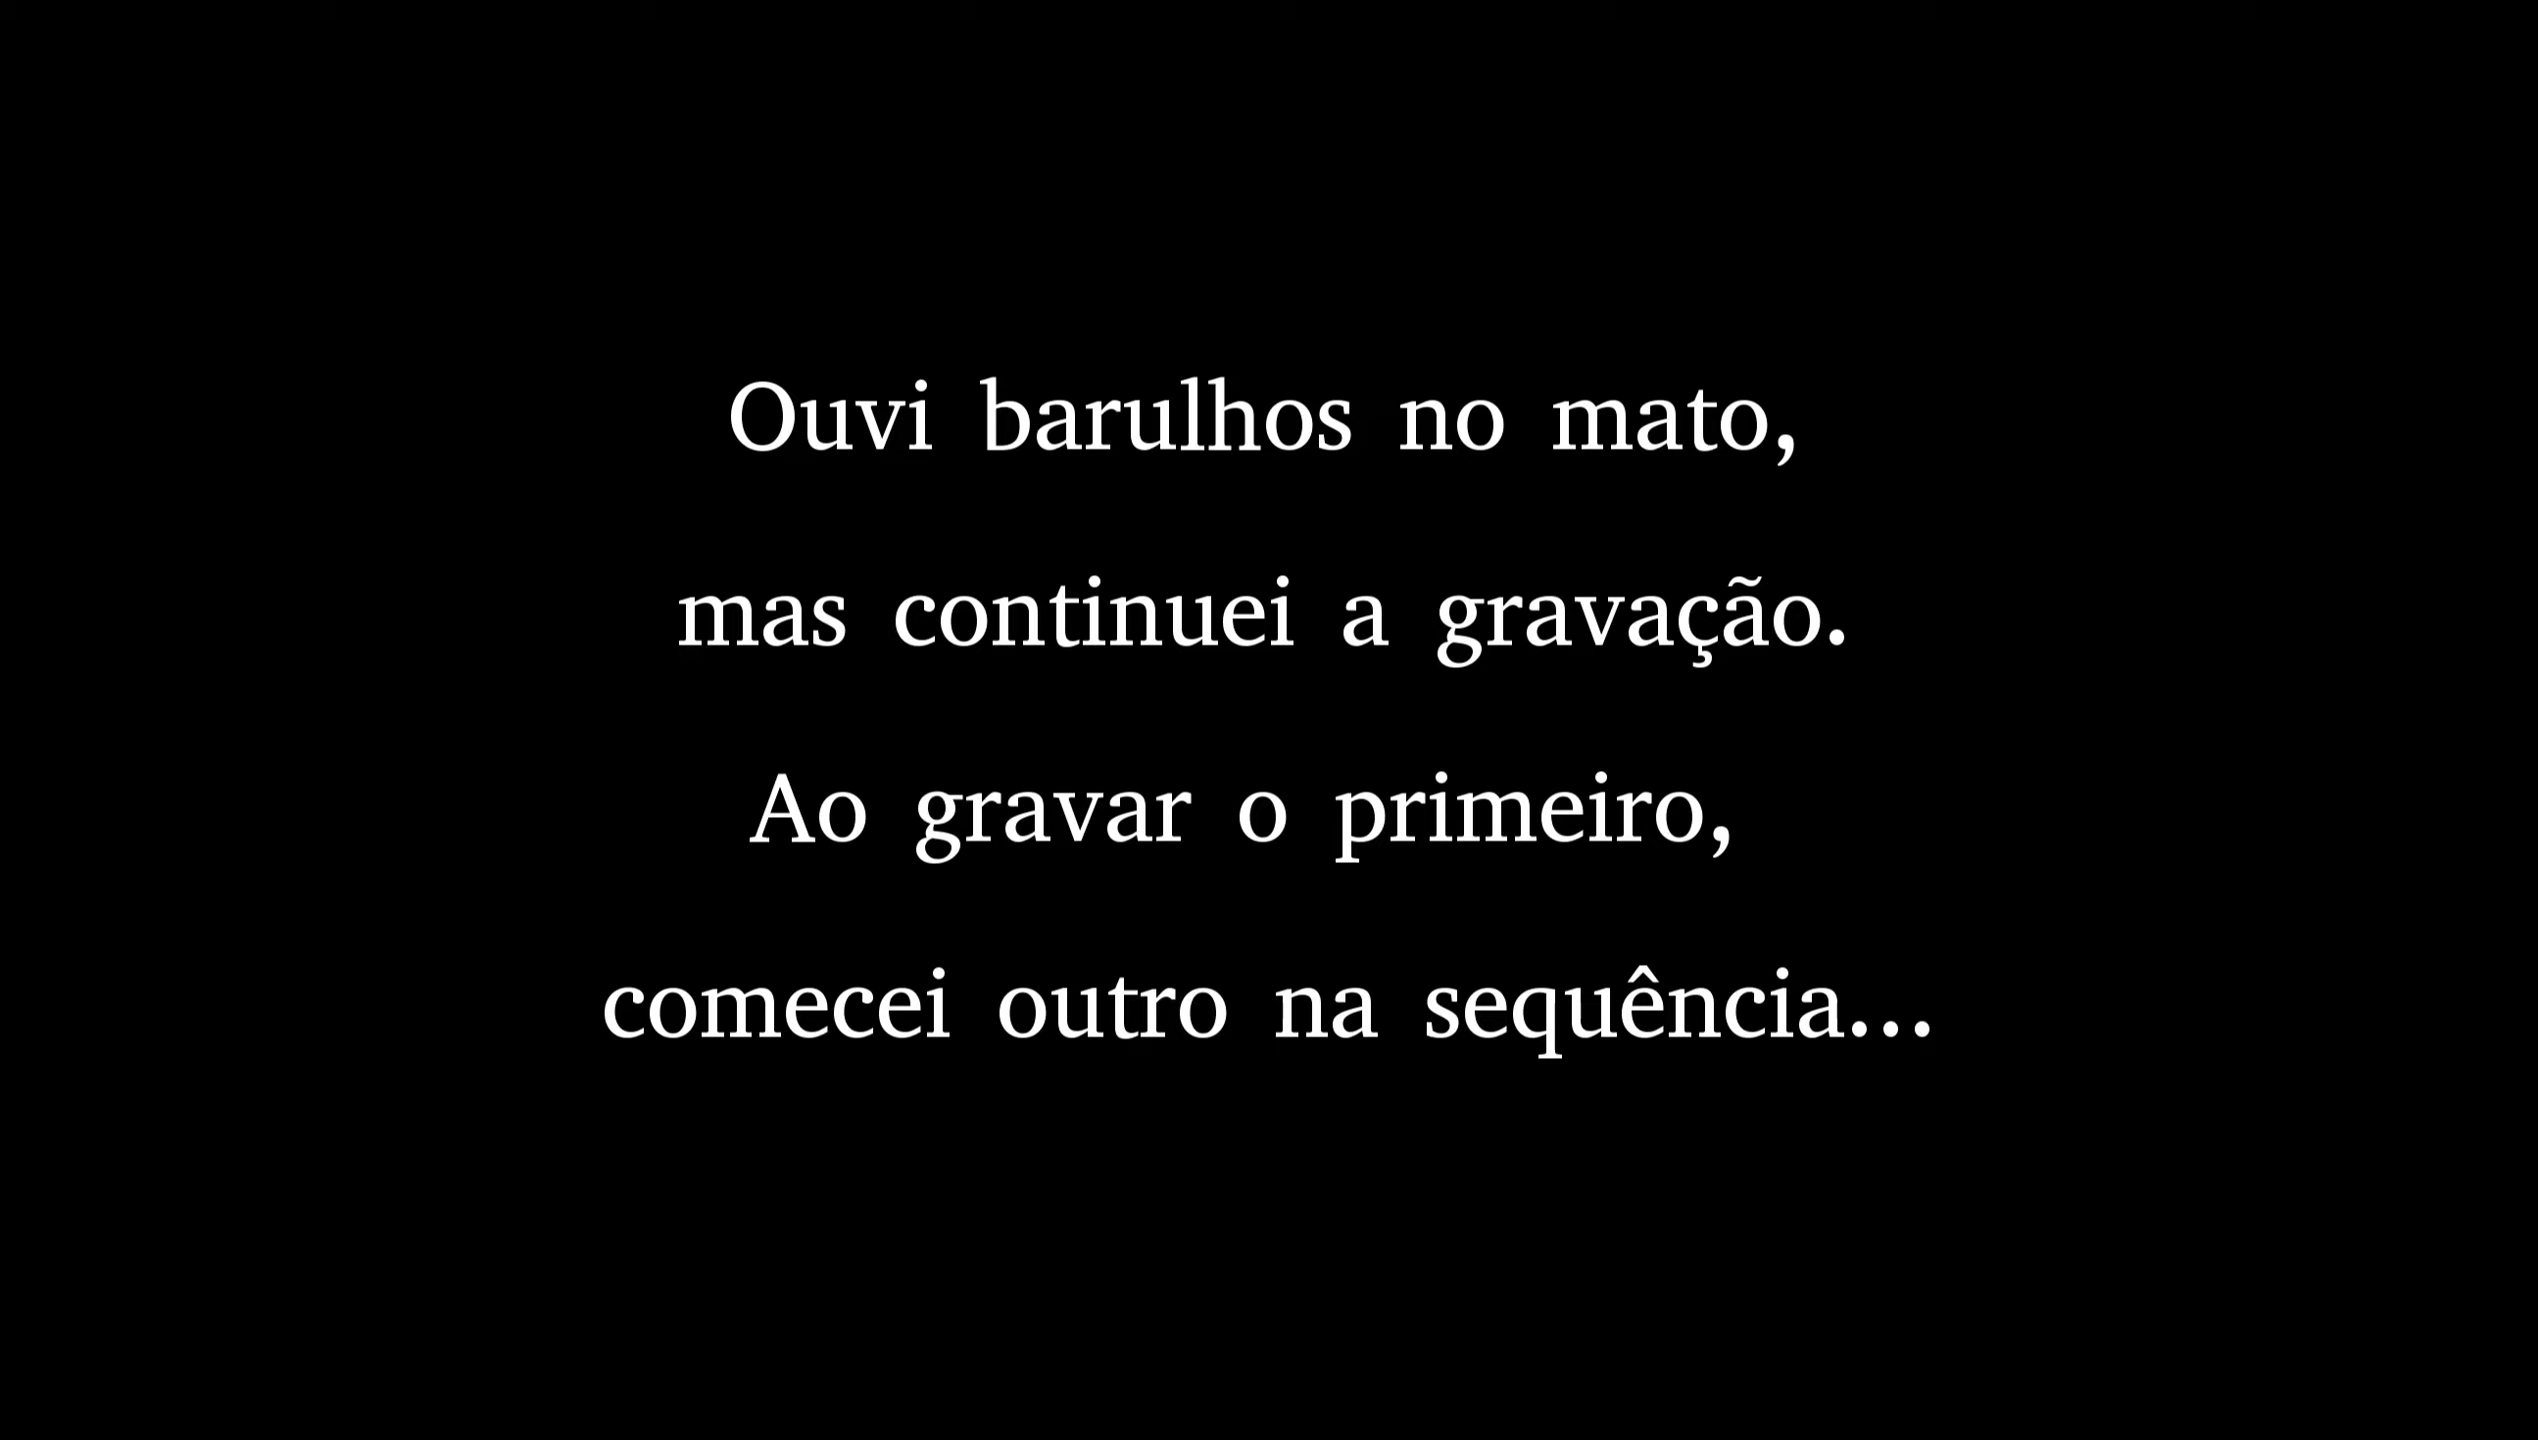 Ouvi barulhos no mato,
mas continuei a gravação.
Ao gravar o primeiro,
comecei outro na sequência...